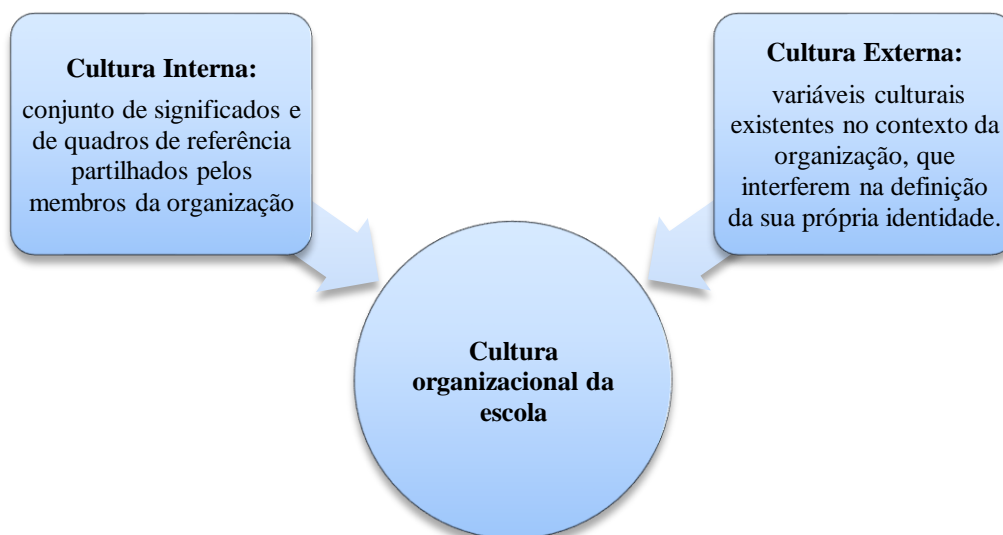 Cultura Interna:
conjunto de significados e
de quadros de referência
partilhados pelos
membros da organização
Cultura Externa:
variáveis culturais
existentes no contexto da
organização, que
interferem na definição
da sua própria identidade.
Cultura
organizacional da
escola